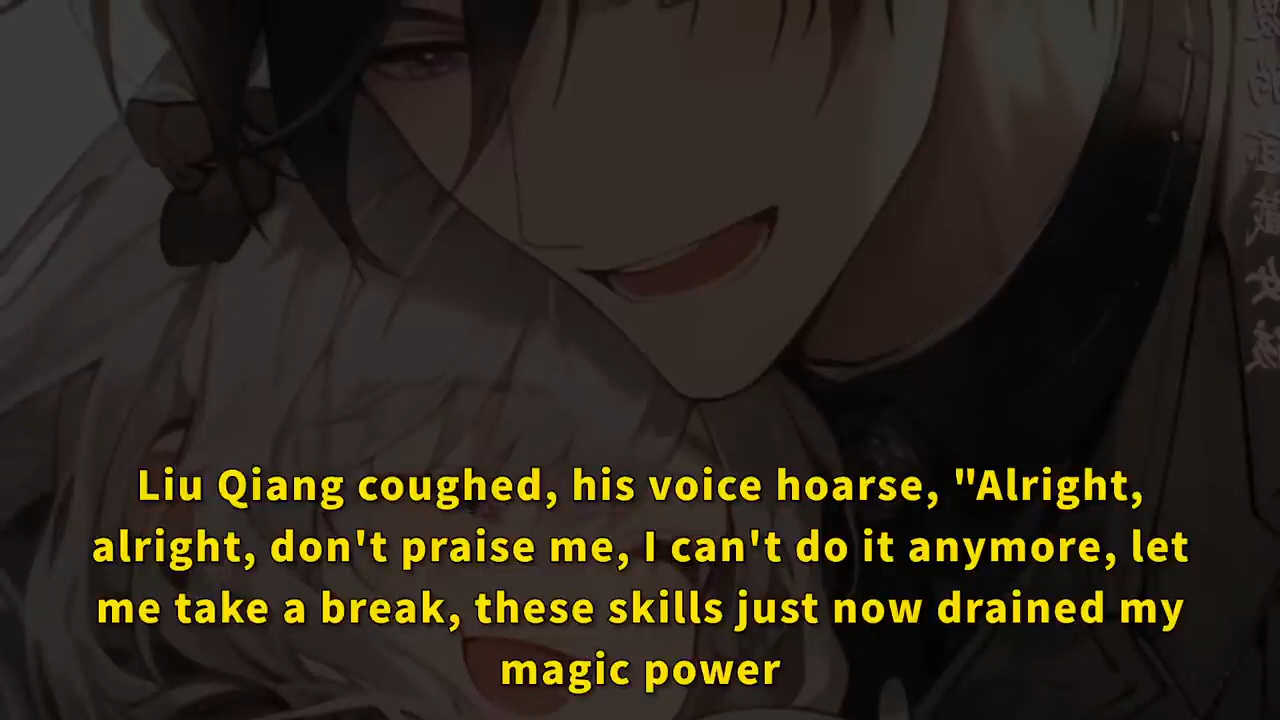 Liu Qiang coughed, his voice hoarse, "Alright,
alright, don't praise me, I can't do it anymore, let
me take a break, these skills just now drained my
magic power